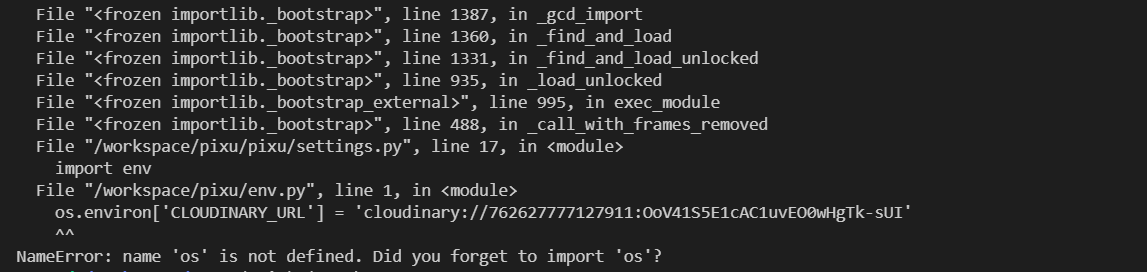 File "<frozen importlib._bootstrap>", line 1387, in _gcd_import
File "<frozen importlib._bootstrap>", line 1360, in _find_and_load
File "<frozen importlib._bootstrap>", line 1331, in _find_and_load_unlocked
File "<frozen importlib._bootstrap>", line 935, in _load_unlocked
File "<frozen importlib._bootstrap_external>", line 995, in exec_module
File "<frozen importlib._bootstrap>", line 488, in _call_with_frames_removed
File "/workspace/pixu/pixu/settings.py", line 17, in <module>
import env
File "/workspace/pixu/env.py", line 1, in <module>
os.environ['CLOUDINARY_URL'] = 'cloudinary://762627777127911:OoV41S5E1cAC1uvEO0wHgTk-sUI'
^^
NameError: name 'os' is not defined. Did you forget to import 'os'?